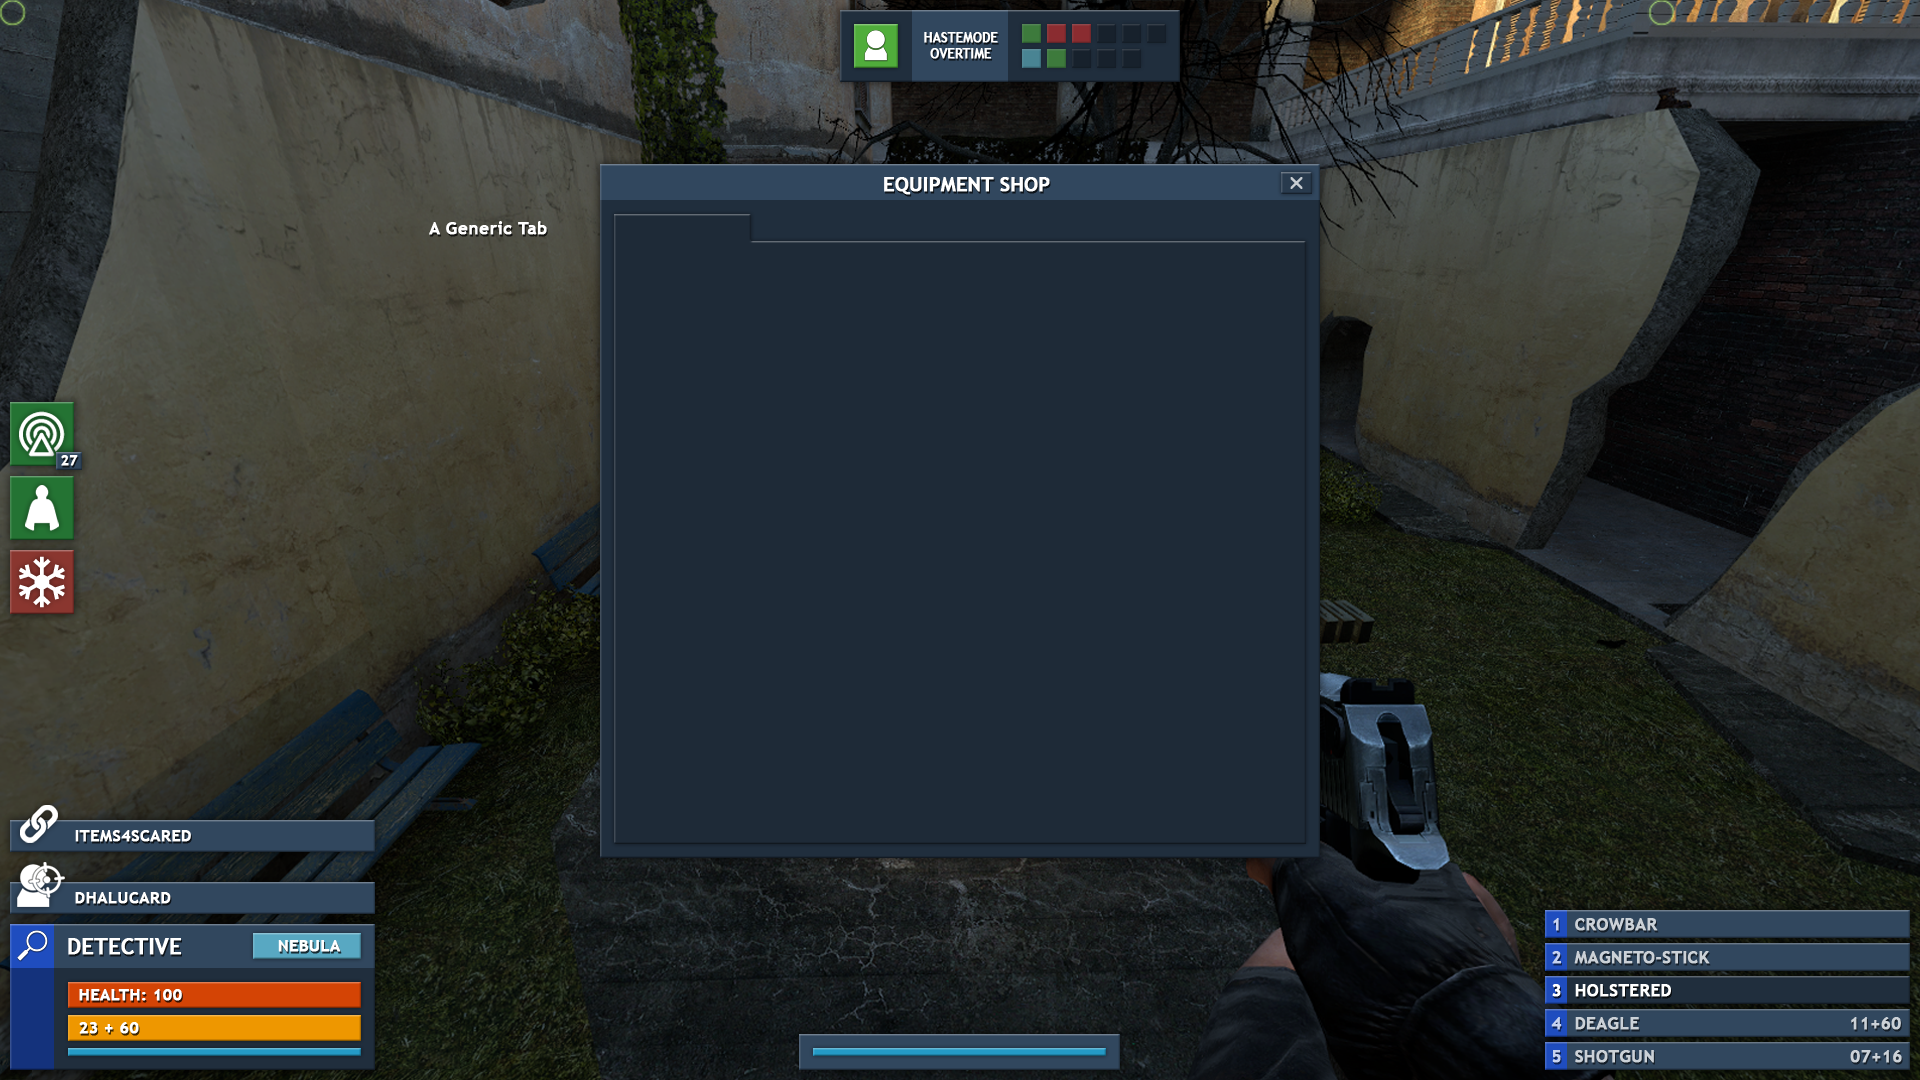 HASTEMODE
OVERTIME
EQUIPMENT SHOP
A Generic Tab
27
ITEMS4SCARED
DHALUCARD
DETECTIVE
NEBULA
HEALTH: 100
23 + 60
1 CROWBAR
2 MAGNETO-STICK
3 HOLSTERED
4 DEAGLE 11+60
5 SHOTGUN 07+16